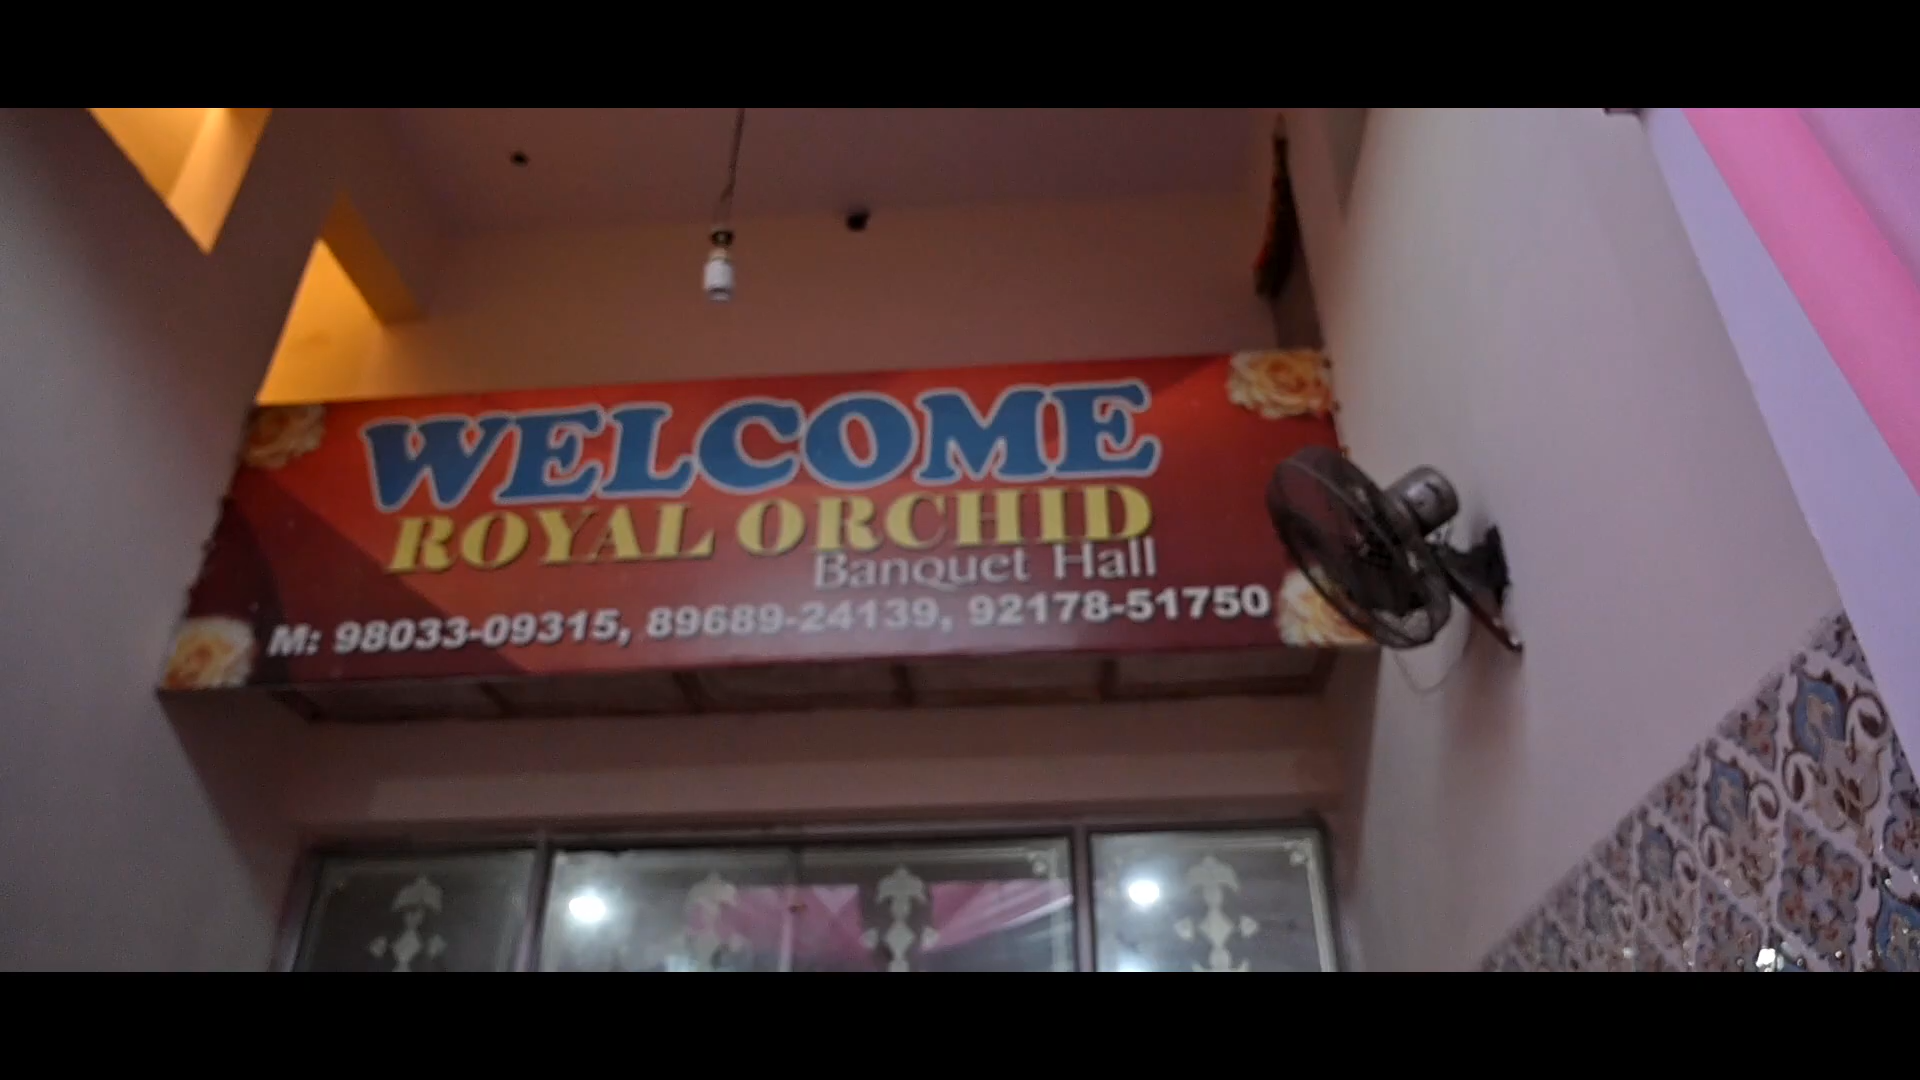 WELCOME
ROYAL ORCHID
Banquet Hall
M: 98033-09315, 89689-24139, 92178-51750